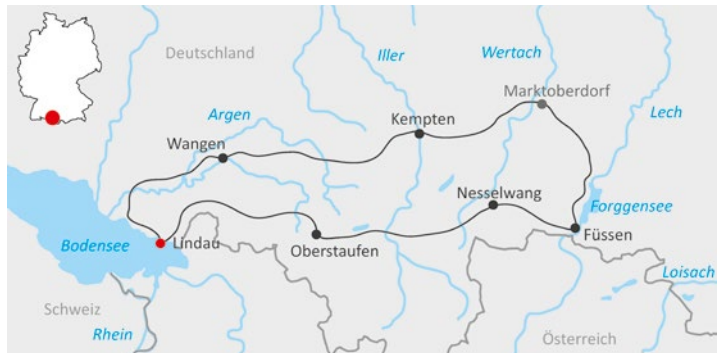 Deutschland
Iller
Wertach
Marktoberdorf
Argen
Lech
Kempten
Wangen
Nesselwang
Forggensee
Bodensee
Lindau
Oberstaufen
Füssen
Loisach
Schweiz
Rhein
Österreich